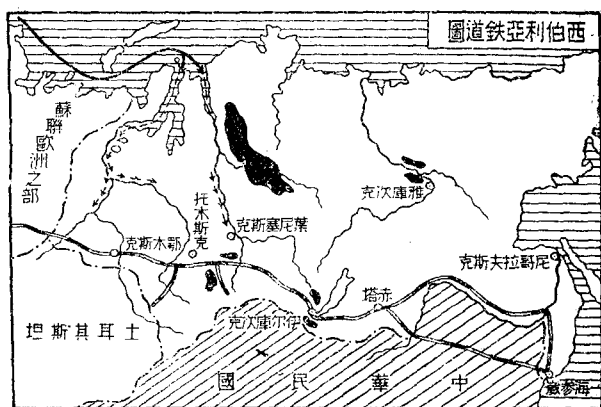 西伯利亞鉄道圖
蘇聯歐洲之部
雅庫次克
托木斯克
葉尼塞斯克
鄂木斯克
尼哥拉夫斯克
赤塔
伊尔庫次克
土耳其斯坦
中華民國
海參崴